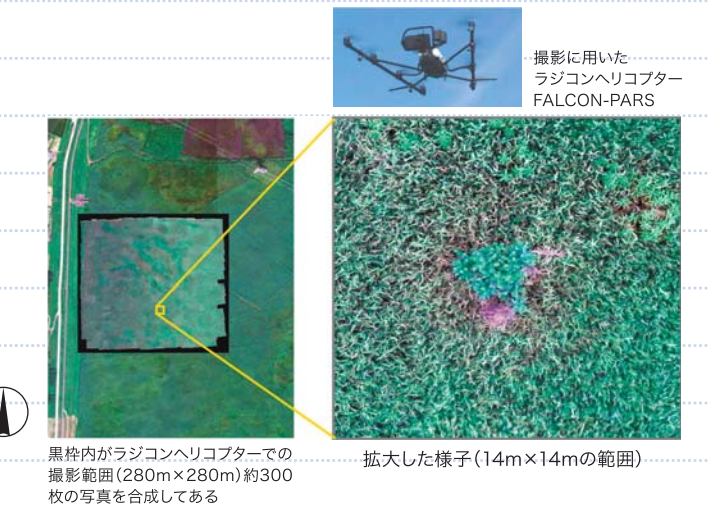 撮影に用いた
ラジコンヘリコプター
FALCON-PARS
黒枠内がラジコンヘリコプターでの
撮影範囲(280m×280m)約300
枚の写真を合成してある
拡大した様子(14m×14mの範囲)